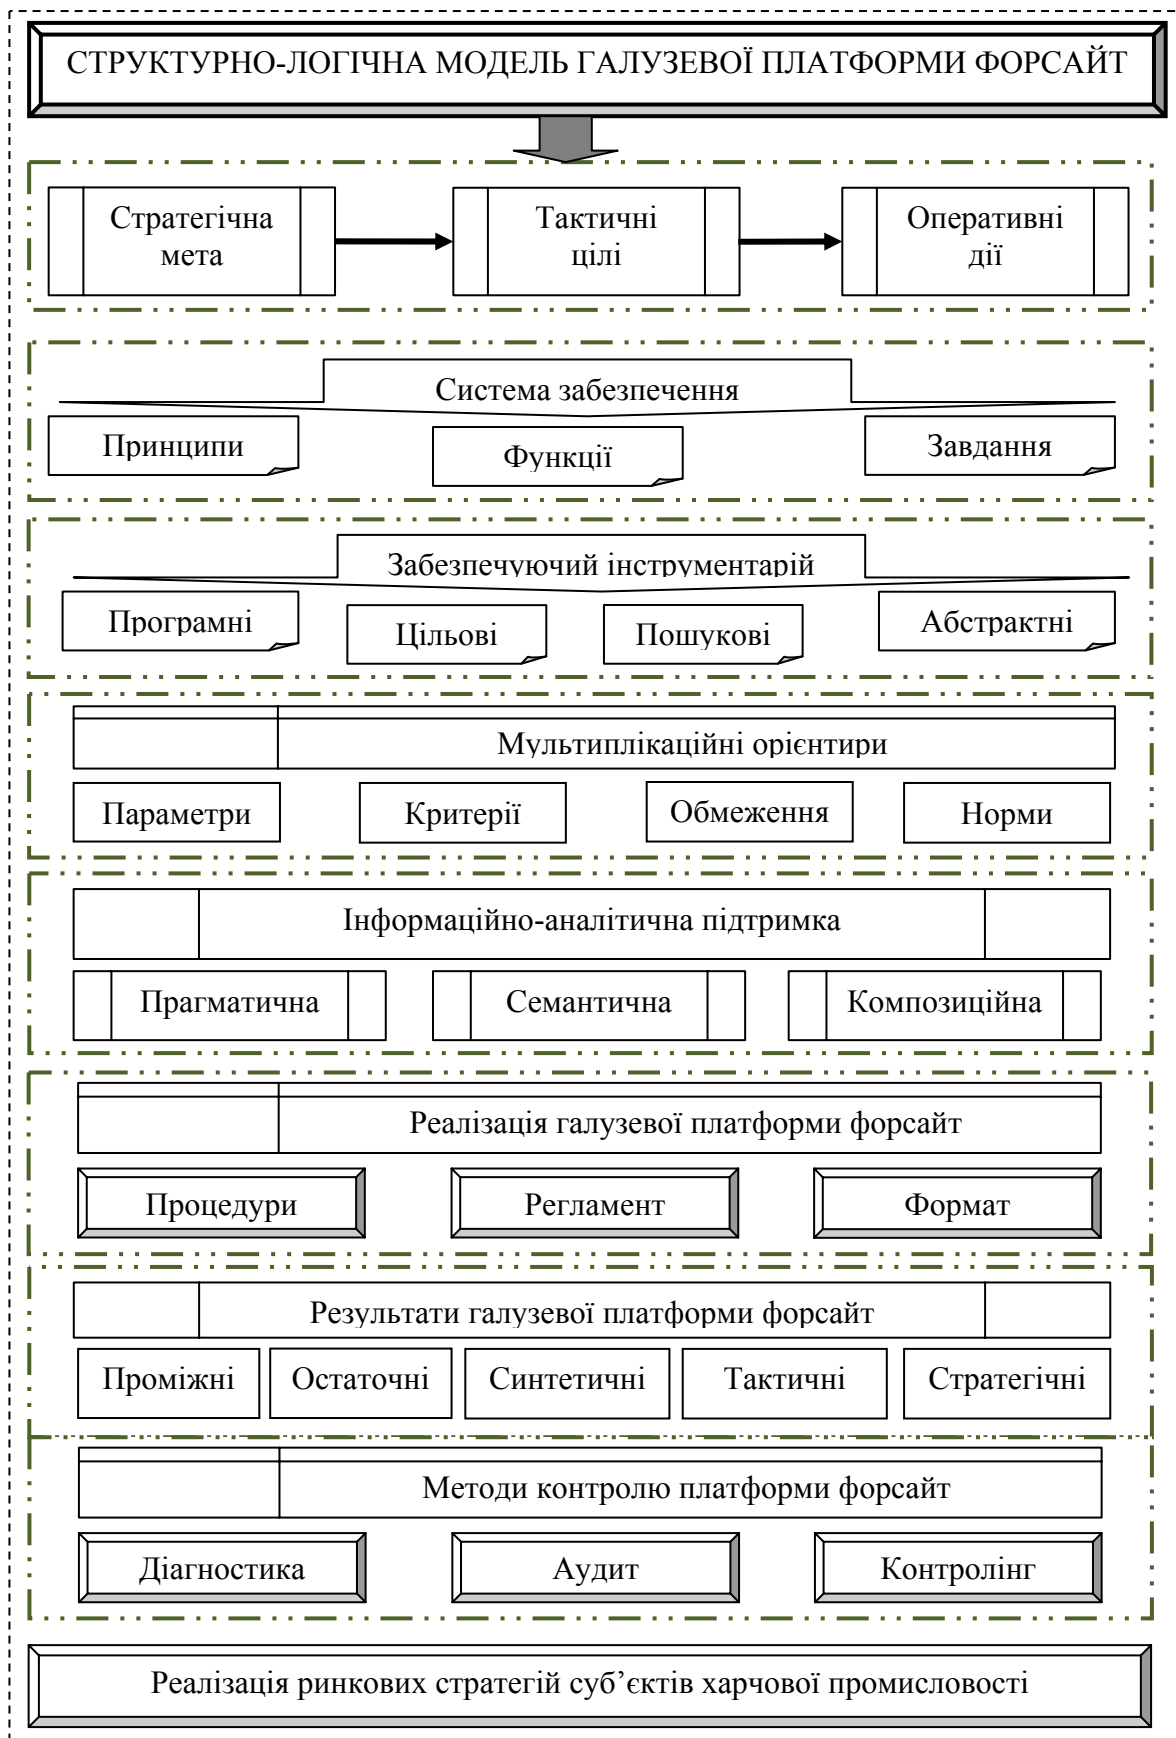 СТРУКТУРНО-ЛОГІЧНА МОДЕЛЬ ГАЛУЗЕВОЇ ПЛАТФОРМИ ФОРСАЙТ
Стратегічна
мета
Тактичні
цілі
Оперативні
дії
Система забезпечення
Принципи
Функції
Завдання
Забезпечуючий інструментарій
Програмні
Цільові
Пошукові
Абстрактні
Мультиплікаційні орієнтири
Параметри
Критерії
Обмеження
Норми
Інформаційно-аналітична підтримка
Прагматична
Семантична
Композиційна
Реалізація галузевої платформи форсайт
Процедури
Регламент
Формат
Результати галузевої платформи форсайт
Проміжні
Остаточні
Синтетичні
Тактичні
Стратегічні
Методи контролю платформи форсайт
Діагностика
Аудит
Контролінг
Реалізація ринкових стратегій суб’єктів харчової промисловості